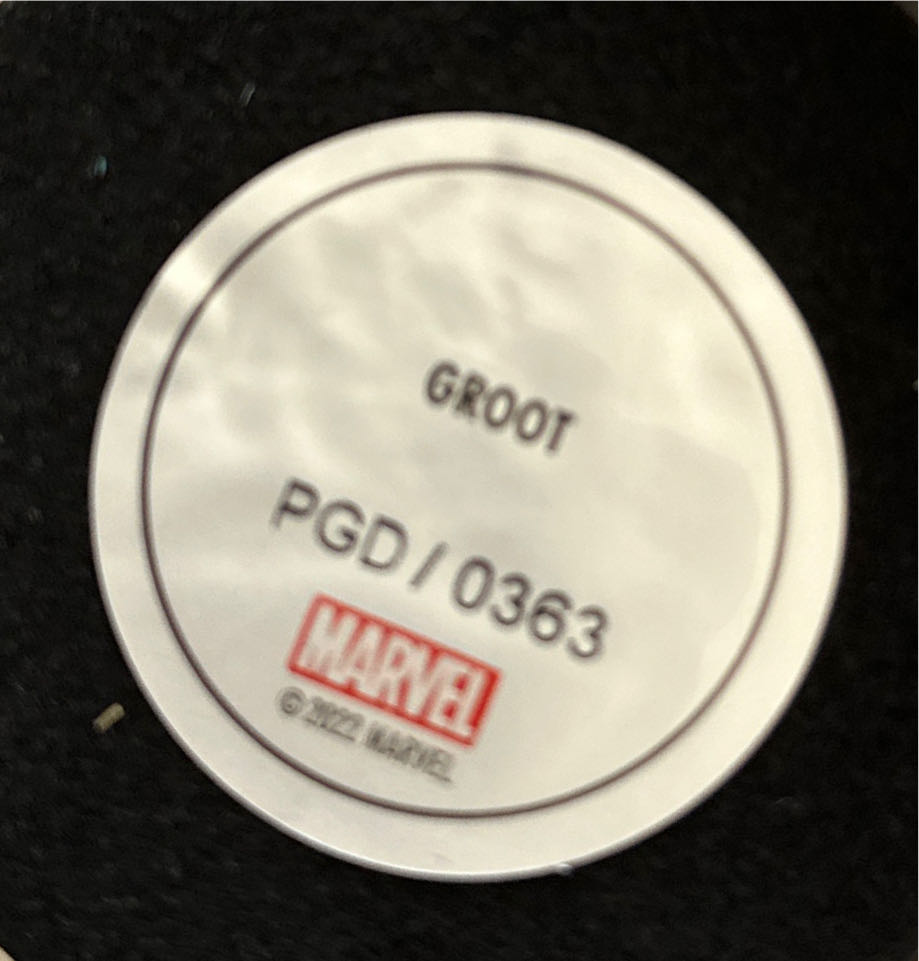 GROOT
PGD / 0363
MARVEL
© 2022 MARVEL